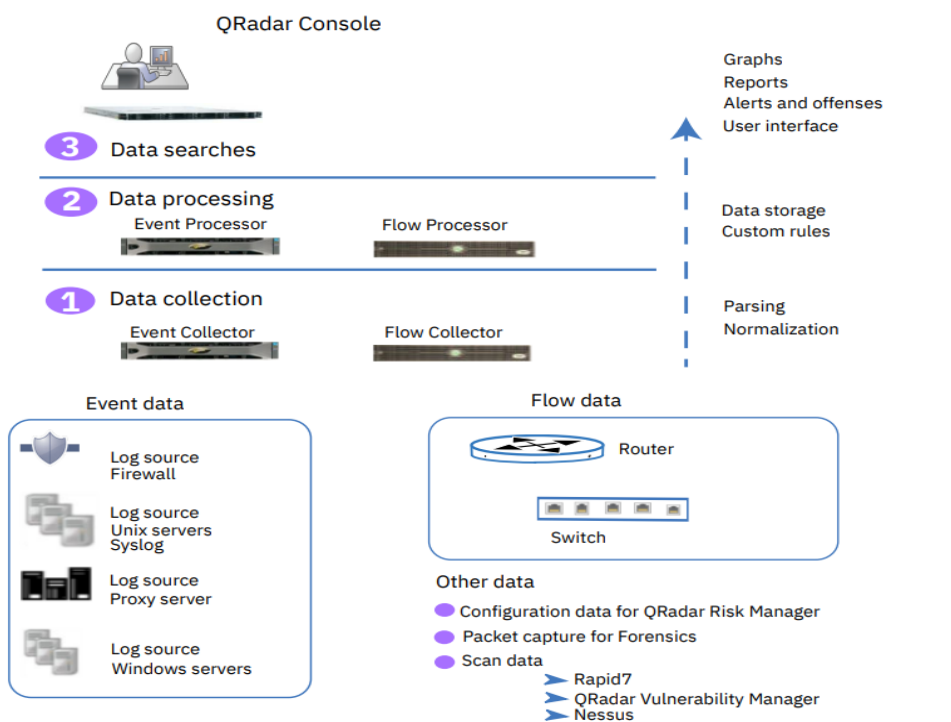 QRadar Console
Graphs
Reports
Alerts and offenses
User interface
3 Data searches
2 Data processing
Event Processor
Flow Processor
Data storage
Custom rules
1 Data collection
Event Collector
Flow Collector
Parsing
Normalization
Event data
Log source
Firewall
Log source
Unix servers
Syslog
Log source
Proxy server
Log source
Windows servers
Flow data
Router
Switch
Other data
Configuration data for QRadar Risk Manager
Packet capture for Forensics
Scan data
Rapid7
QRadar Vulnerability Manager
Nessus